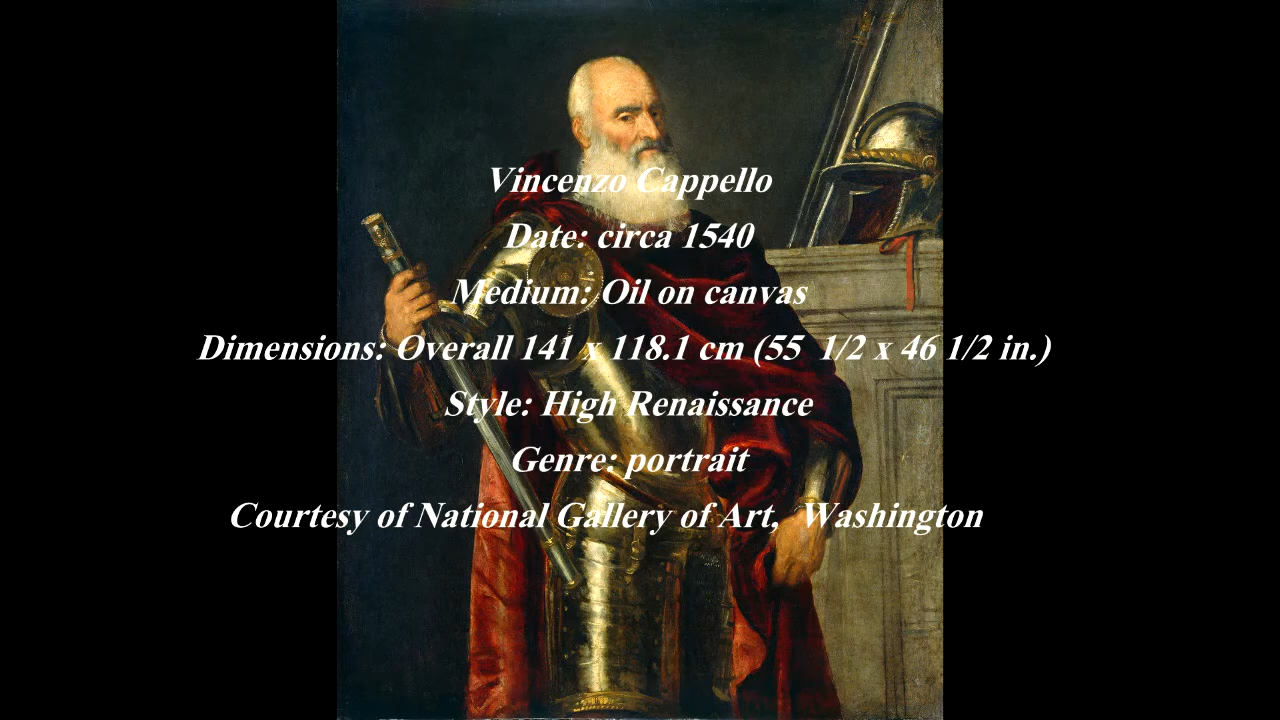 Vincenzo Cappello
Date: circa 1540
Medium: Oil on canvas
Dimensions: Overall 141 x 118.1 cm (55  1/2 x 46 1/2 in.)
Style: High Renaissance
Genre: portrait
Courtesy of National Gallery of Art,  Washington